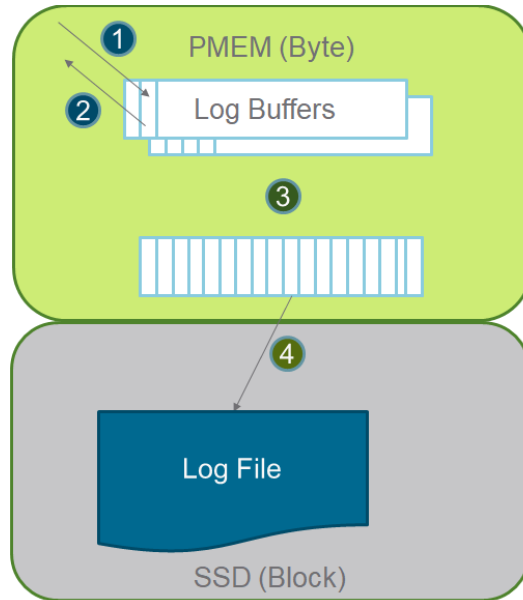 1
PMEM (Byte)
2
Log Buffers
3
4
Log File
SSD (Block)